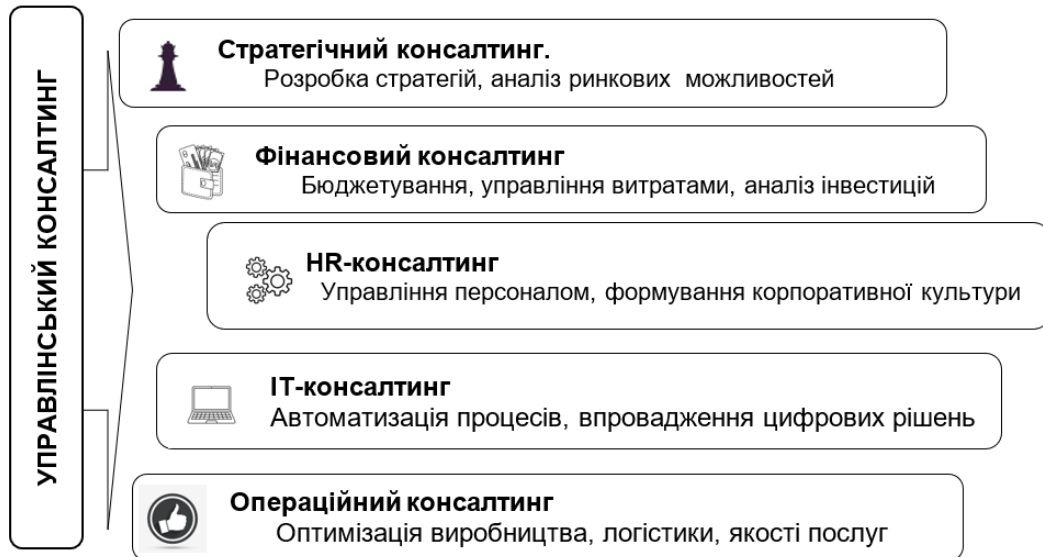 УПРАВЛІНСЬКИЙ КОНСАЛТИНГ
Стратегічний консалтинг.
Розробка стратегій, аналіз ринкових можливостей
Фінансовий консалтинг
Бюджетування, управління витратами, аналіз інвестицій
HR-консалтинг
Управління персоналом, формування корпоративної культури
ІТ-консалтинг
Автоматизація процесів, впровадження цифрових рішень
Операційний консалтинг
Оптимізація виробництва, логістики, якості послуг